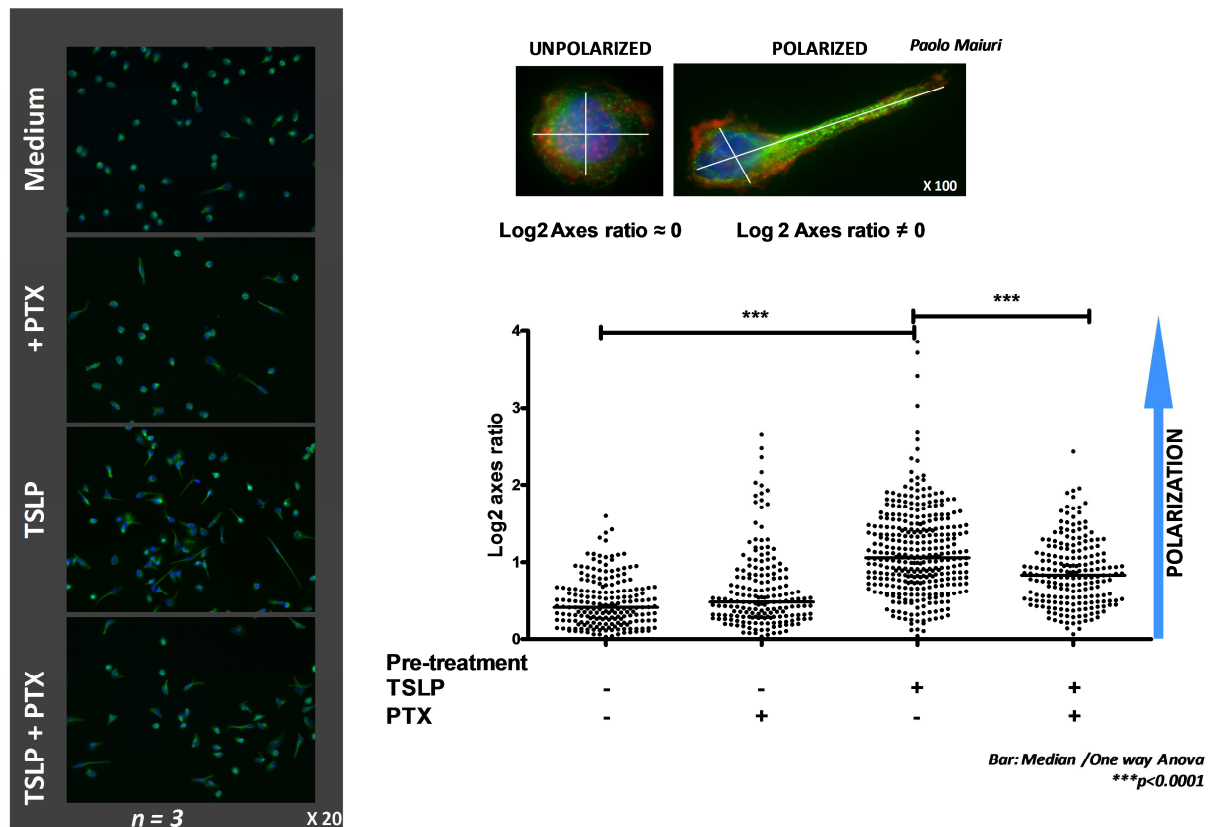 Medium
+ PTX
TSLP
TSLP + PTX
n = 3
X 20
UNPOLARIZED
POLARIZED
Paolo Maiuri
X 100
Log2 Axes ratio ≈ 0
Log 2 Axes ratio ≠ 0
***
***
4
3
2
1
0
Log2 axes ratio
POLARIZATION
Pre-treatment
TSLP - - + +
PTX - + - +
Bar: Median /One way Anova
***p<0.0001